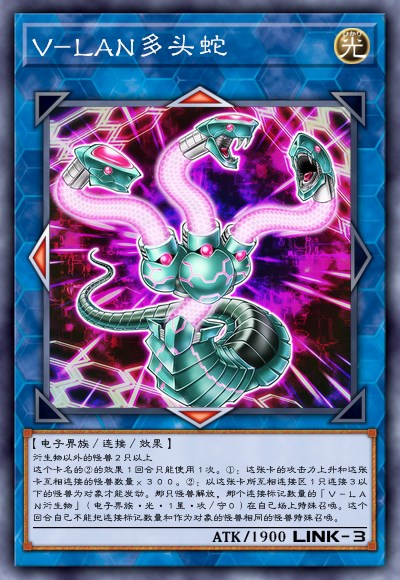 V-LAN多头蛇
ひかり
光
【电子界族／连接／效果】
衍生物以外的怪兽2只以上
这个卡名的②的效果1回合只能使用1次。①：这张卡的攻击力上升和这张
卡互相连接的怪兽数量×300。②：以这张卡所互相连接区1只连接3以
下的怪兽为对象才能发动。那只怪兽解放，那个连接标记数量的「V-LA
N衍生物」（电子界族·光·1星·攻/守0）在自己场上特殊召唤。这
个回合自己不能把连接标记数量和作为对象的怪兽相同的怪兽特殊召唤。
ATK/1900 LINK-3